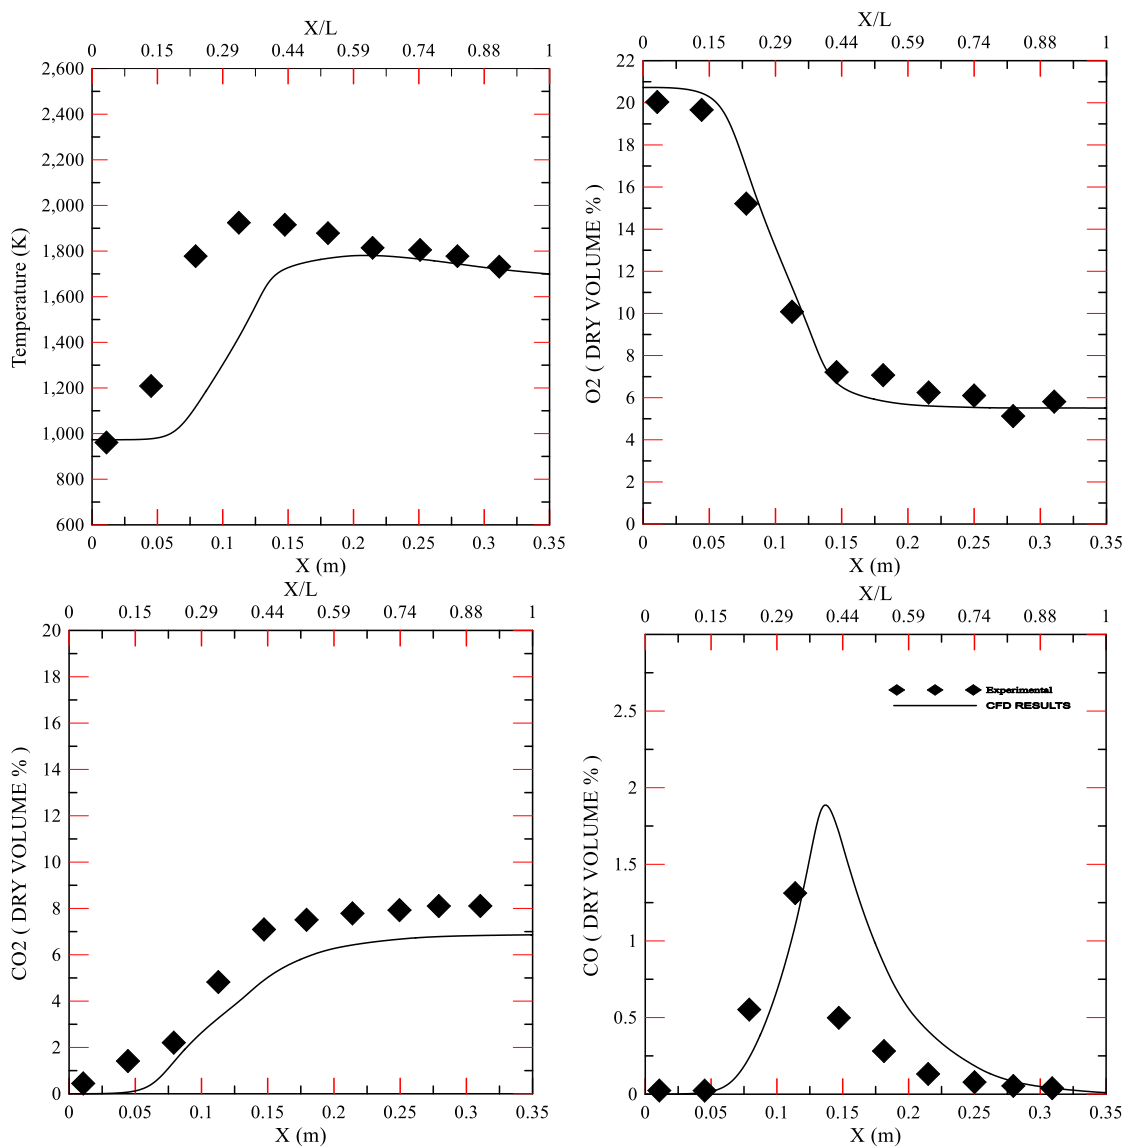 X/L
0 0.15 0.29 0.44 0.59 0.74 0.88 1
2,600
2,400
2,200
2,000
1,800
1,600
1,400
1,200
1,000
800
600
Temperature (K)
0 0.05 0.1 0.15 0.2 0.25 0.3 0.35
X (m)
X/L
0 0.15 0.29 0.44 0.59 0.74 0.88 1
22
20
18
16
14
12
10
8
6
4
2
0
O2 ( DRY VOLUME % )
0 0.05 0.1 0.15 0.2 0.25 0.3 0.35
X (m)
X/L
0 0.15 0.29 0.44 0.59 0.74 0.88 1
20
18
16
14
12
10
8
6
4
2
0
CO2 ( DRY VOLUME % )
0 0.05 0.1 0.15 0.2 0.25 0.3 0.35
X (m)
X/L
0 0.15 0.29 0.44 0.59 0.74 0.88 1
Experimental
CFD RESULTS
2.5
2
1.5
1
0.5
0
CO ( DRY VOLUME % )
0 0.05 0.1 0.15 0.2 0.25 0.3 0.35
X (m)